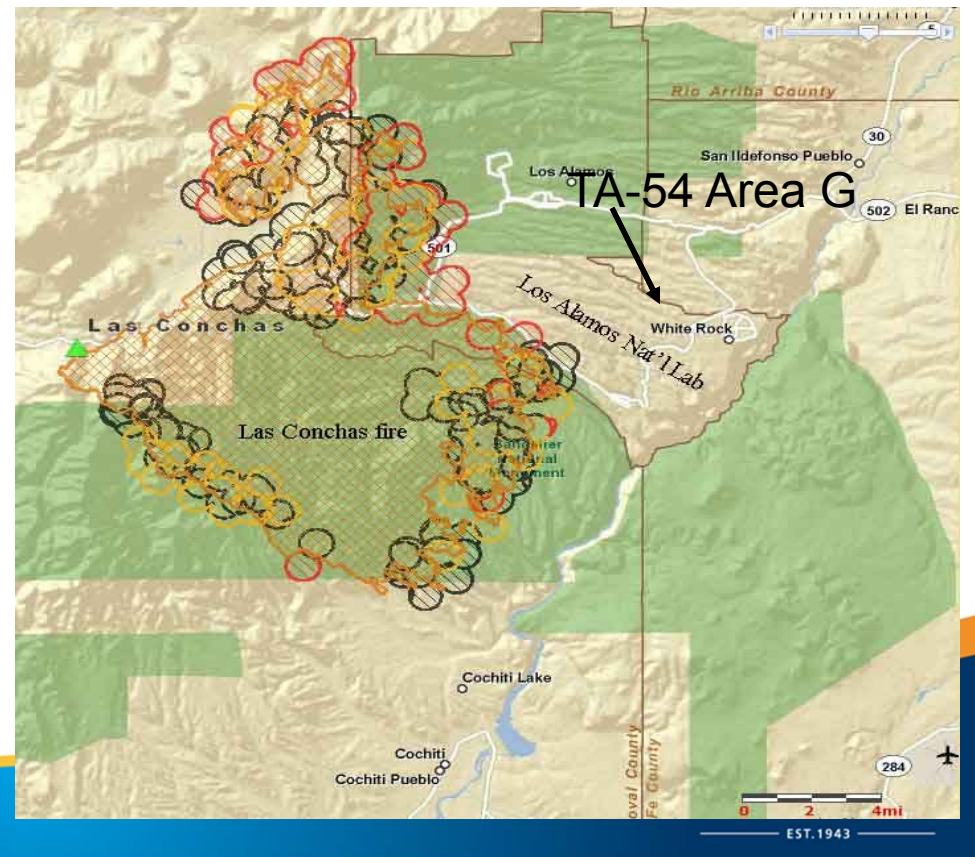 5
Rio Arriba County
30
San Ildefonso Pueblo
Los Alamos
TA-54 Area G
502
El Ranc
501
Los Alamos Nat'l Lab
Las Conchas
White Rock
Las Conchas fire
Bandelier
National
Monument
Cochiti Lake
Cochiti
Cochiti Pueblo
oval County
Fe County
284
0 2 4mi
EST.1943